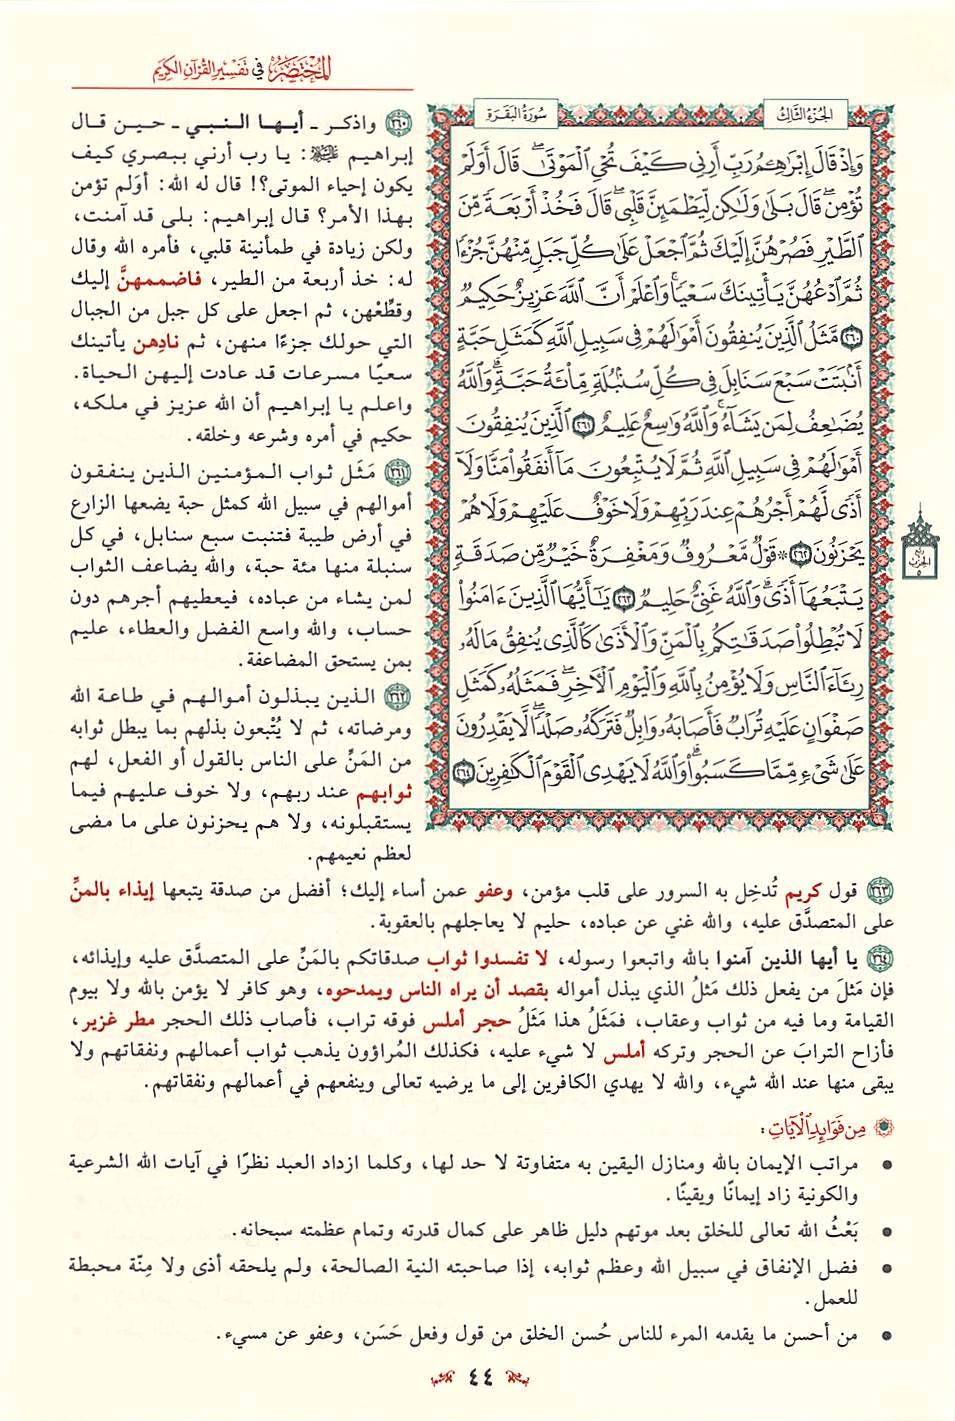 المختصر في تفسير القرآن الكريم
الجزء الثالث
سورة البقرة
وَإِذْ قَالَ إِبْرَٰهِـۧمُ رَبِّ أَرِنِى كَيْفَ تُحْىِ ٱلْمَوْتَىٰ ۖ قَالَ أَوَلَمْ
تُؤْمِن ۖ قَالَ بَلَىٰ وَلَٰكِن لِّيَطْمَئِنَّ قَلْبِى ۖ قَالَ فَخُذْ أَرْبَعَةً مِّنَ
ٱلطَّيْرِ فَصُرْهُنَّ إِلَيْكَ ثُمَّ ٱجْعَلْ عَلَىٰ كُلِّ جَبَلٍ مِّنْهُنَّ جُزْءًا
ثُمَّ ٱدْعُهُنَّ يَأْتِينَكَ سَعْيًا ۚ وَٱعْلَمْ أَنَّ ٱللَّهَ عَزِيزٌ حَكِيمٌ
٢٦٠ مَّثَلُ ٱلَّذِينَ يُنفِقُونَ أَمْوَٰلَهُمْ فِى سَبِيلِ ٱللَّهِ كَمَثَلِ حَبَّةٍ
أَنۢبَتَتْ سَبْعَ سَنَابِلَ فِى كُلِّ سُنۢبُلَةٍ مِّا۟ئَةُ حَبَّةٍ ۗ وَٱللَّهُ
يُضَٰعِفُ لِمَن يَشَآءُ ۗ وَٱللَّهُ وَٰسِعٌ عَلِيمٌ ٢٦١ ٱلَّذِينَ يُنفِقُونَ
أَمْوَٰلَهُمْ فِى سَبِيلِ ٱللَّهِ ثُمَّ لَا يُتْبِعُونَ مَآ أَنفَقُوا۟ مَنًّا وَلَآ
أَذًى ۙ لَّهُمْ أَجْرُهُمْ عِندَ رَبِّهِمْ وَلَا خَوْفٌ عَلَيْهِمْ وَلَا هُمْ
يَحْزَنُونَ ٢٦٢ ۞ قَوْلٌ مَّعْرُوفٌ وَمَغْفِرَةٌ خَيْرٌ مِّن صَدَقَةٍ
يَتْبَعُهَآ أَذًى ۗ وَٱللَّهُ غَنِىٌّ حَلِيمٌ ٢٦٣ يَٰٓأَيُّهَا ٱلَّذِينَ ءَامَنُوا۟
لَا تُبْطِلُوا۟ صَدَقَٰتِكُم بِٱلْمَنِّ وَٱلْأَذَىٰ كَٱلَّذِى يُنفِقُ مَالَهُۥ
رِئَآءَ ٱلنَّاسِ وَلَا يُؤْمِنُ بِٱللَّهِ وَٱلْيَوْمِ ٱلْءَاخِرِ ۖ فَمَثَلُهُۥ كَمَثَلِ
صَفْوَانٍ عَلَيْهِ تُرَابٌ فَأَصَابَهُۥ وَابِلٌ فَتَرَكَهُۥ صَلْدًا ۖ لَّا يَقْدِرُونَ
عَلَىٰ شَىْءٍ مِّمَّا كَسَبُوا۟ ۗ وَٱللَّهُ لَا يَهْدِى ٱلْقَوْمَ ٱلْكَٰفِرِينَ ٢٦٤
الحزب
٥
٢٦٠ واذكر ـ أيها النبي ـ حين قال
إبراهيم ﷺ: يا رب أرني ببصري كيف
يكون إحياء الموتى؟! قال له الله: أوَلم تؤمن
بهذا الأمر؟ قال إبراهيم: بلى قد آمنت،
ولكن زيادة في طمأنينة قلبي، فأمره الله وقال
له: خذ أربعة من الطير، فاضممهنَّ إليك
وقطِّعْهن، ثم اجعل على كل جبل من الجبال
التي حولك جزءًا منهن، ثم نادِهن يأتينك
سعيًا مسرعات قد عادت إليهن الحياة.
واعلم يا إبراهيم أن الله عزيز في ملكه،
حكيم في أمره وشرعه وخلقه.
٢٦١ مَثَل ثواب المؤمنين الذين ينفقون
أموالهم في سبيل الله كمثل حبة يضعها الزارع
في أرض طيبة فتنبت سبع سنابل، في كل
سنبلة منها مئة حبة، والله يضاعف الثواب
لمن يشاء من عباده، فيعطيهم أجرهم دون
حساب، والله واسع الفضل والعطاء، عليم
بمن يستحق المضاعفة.
٢٦٢ الذين يبذلون أموالهم في طاعة الله
ومرضاته، ثم لا يُتْبعون بذلهم بما يبطل ثوابه
من المَنِّ على الناس بالقول أو الفعل، لهم
ثوابهم عند ربهم، ولا خوف عليهم فيما
يستقبلونه، ولا هم يحزنون على ما مضى
لعظم نعيمهم.
٢٦٣ قول كريم تُدخِل به السرور على قلب مؤمن، وعفو عمن أساء إليك؛ أفضل من صدقة يتبعها إيذاء بالمنِّ
على المتصدَّق عليه، والله غني عن عباده، حليم لا يعاجلهم بالعقوبة.
٢٦٤ يا أيها الذين آمنوا بالله واتبعوا رسوله، لا تفسدوا ثواب صدقاتكم بالمَنِّ على المتصدَّق عليه وإيذائه،
فإن مَثلَ من يفعل ذلك مَثلُ الذي يبذل أمواله بقصد أن يراه الناس ويمدحوه، وهو كافر لا يؤمن بالله ولا بيوم
القيامة وما فيه من ثواب وعقاب، فمَثَلُ هذا مَثَلُ حجر أملس فوقه تراب، فأصاب ذلك الحجر مطر غزير،
فأزاح الترابَ عن الحجر وتركه أملس لا شيء عليه، فكذلك المُراؤون يذهب ثواب أعمالهم ونفقاتهم ولا
يبقى منها عند الله شيء، والله لا يهدي الكافرين إلى ما يرضيه تعالى وينفعهم في أعمالهم ونفقاتهم.
من فوائد الآيات:
• مراتب الإيمان بالله ومنازل اليقين به متفاوتة لا حد لها، وكلما ازداد العبد نظرًا في آيات الله الشرعية
والكونية زاد إيمانًا ويقينًا.
• بَعْثُ الله تعالى للخلق بعد موتهم دليل ظاهر على كمال قدرته وتمام عظمته سبحانه.
• فضل الإنفاق في سبيل الله وعظم ثوابه، إذا صاحبته النية الصالحة، ولم يلحقه أذى ولا مِنّة محبطة
للعمل.
• من أحسن ما يقدمه المرء للناس حُسن الخلق من قول وفعل حَسَن، وعفو عن مسيء.
٤٤